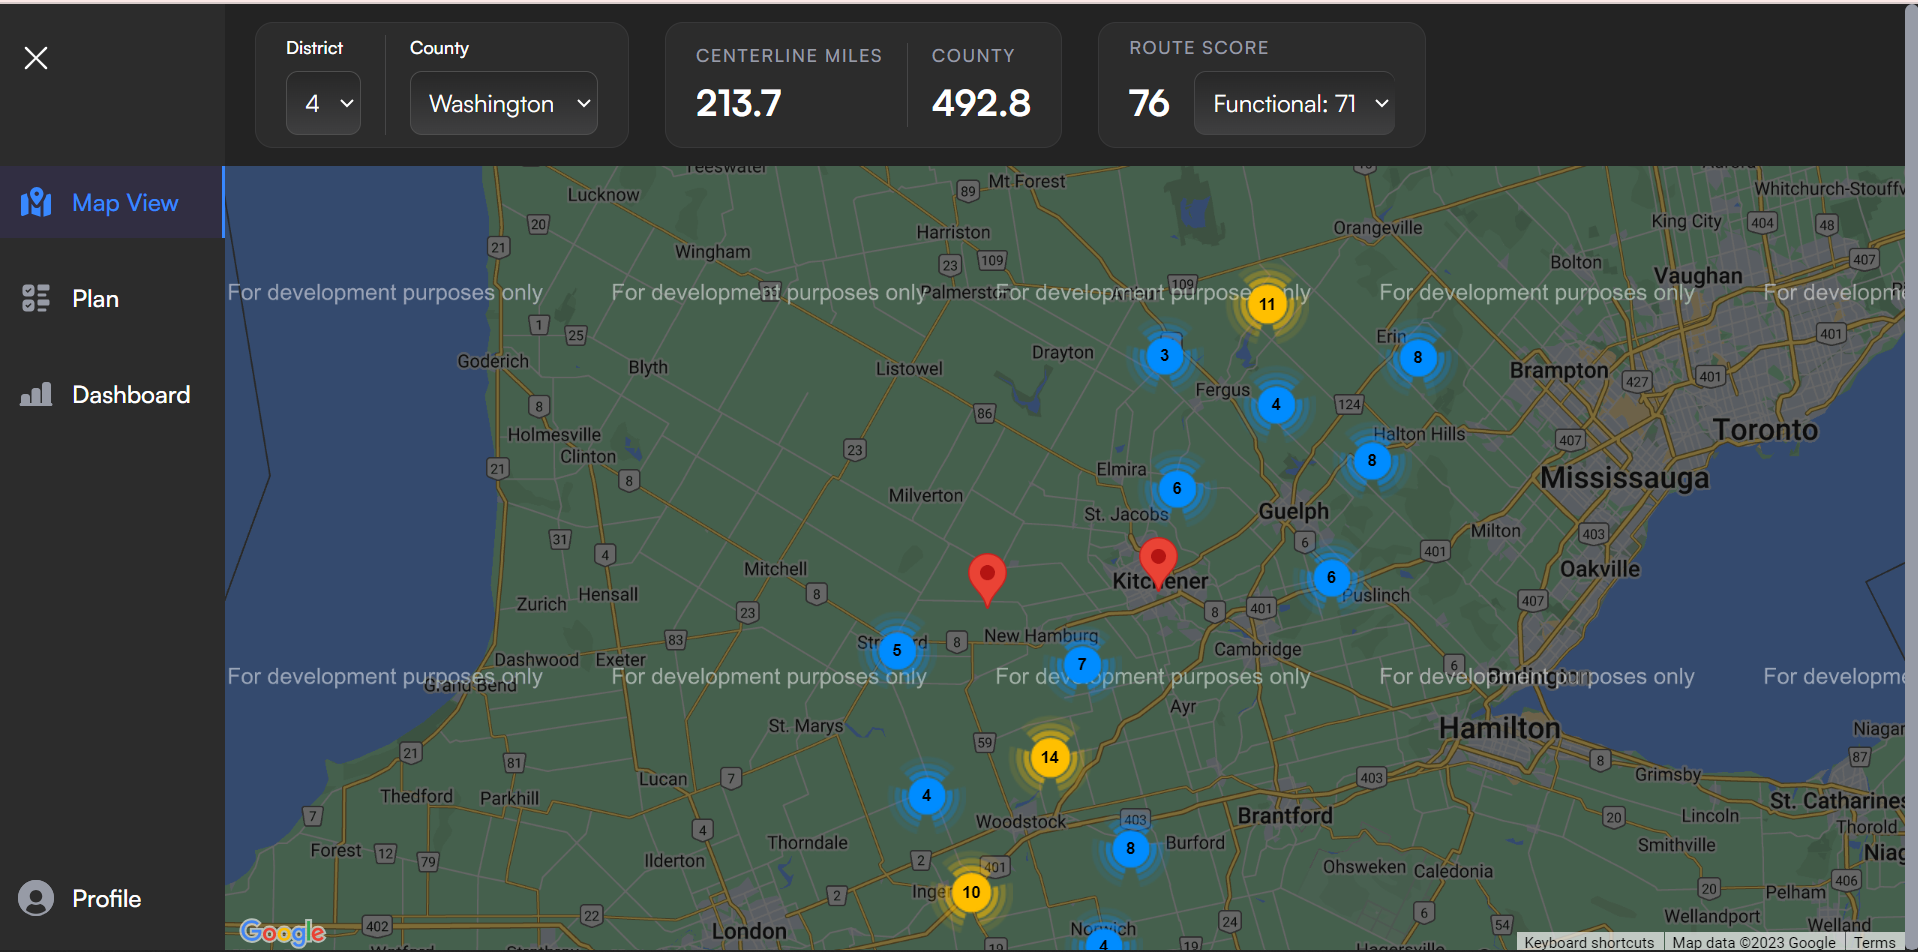 District
County
4
Washington
CENTERLINE MILES
213.7
COUNTY
492.8
ROUTE SCORE
76
Functional: 71
Map View
Plan
Dashboard
Profile
Teeswater
Lucknow
89
Mt Forest
Whitchurch-Stouffv
20
Orangeville
King City
404
48
21
Wingham
Harriston
23
109
Bolton
Vaughan
407
For development purposes only
For development purposes only
Palmerston
For development purposes only
109
11
For development purposes only
For developme
1
25
Goderich
Blyth
Listowel
Drayton
3
Erin
8
401
Brampton
427
401
Fergus
4
124
8
86
Toronto
Holmesville
Clinton
23
Halton Hills
407
21
8
Elmira
8
Mississauga
Milverton
6
St. Jacobs
Guelph
Milton
403
31
4
6
401
Mitchell
Kitchener
Oakville
Zurich
Hensall
8
6
Puslinch
23
8
401
407
83
Stratford
5
8
New Hamburg
7
Cambridge
Dashwood
Exeter
6
For development purposes only
Grand Bend
For development purposes only
For development purposes only
For development purposes only
Burlington
For developme
Ayr
St. Marys
59
Hamilton
Niagar
21
81
14
8
87
Lucan
7
403
Grimsby
Thedford
Parkhill
4
St. Catharines
7
Woodstock
403
Brantford
20
Lincoln
Thorold
4
Thorndale
8
Burford
Smithville
Niag
Forest
12
79
Ilderton
2
401
Ohsweken
Caledonia
Inge
10
2
20
406
Pelham
402
22
London
Norwich
4
24
6
54
Wellandport
Welland
19
19
Hagersville
Google
Keyboard shortcuts
Map data ©2023 Google
Terms